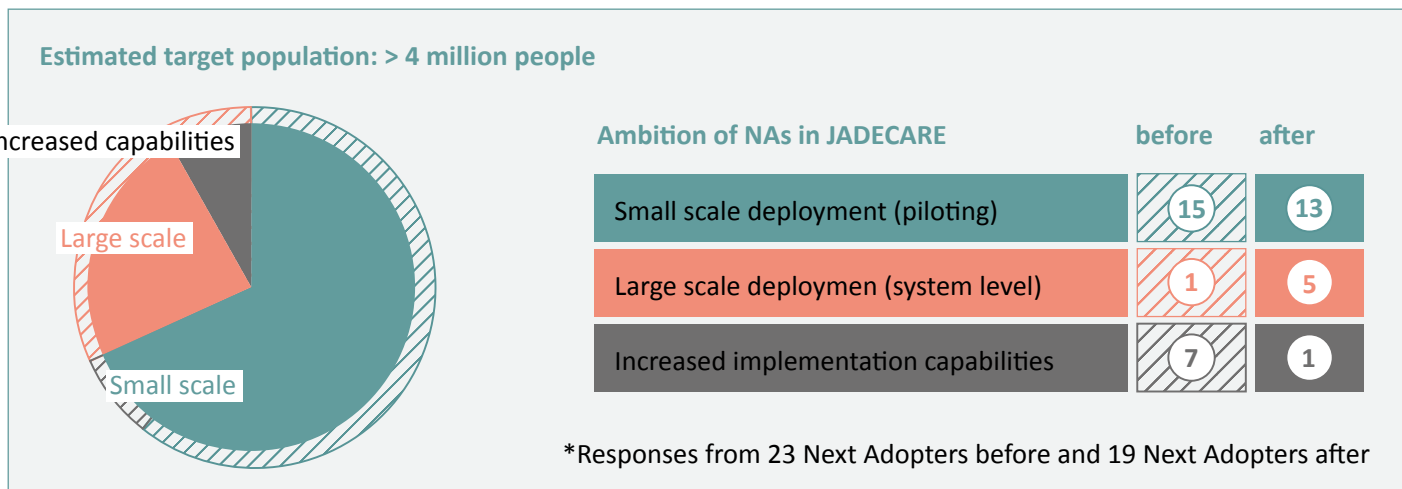 Estimated target population: > 4 million people
ncreased capabilities
Large scale
Small scale
Ambition of NAs in JADECARE before after
Small scale deployment (piloting) 15 13
Large scale deploymen (system level) 1 5
Increased implementation capabilities 7 1
*Responses from 23 Next Adopters before and 19 Next Adopters after